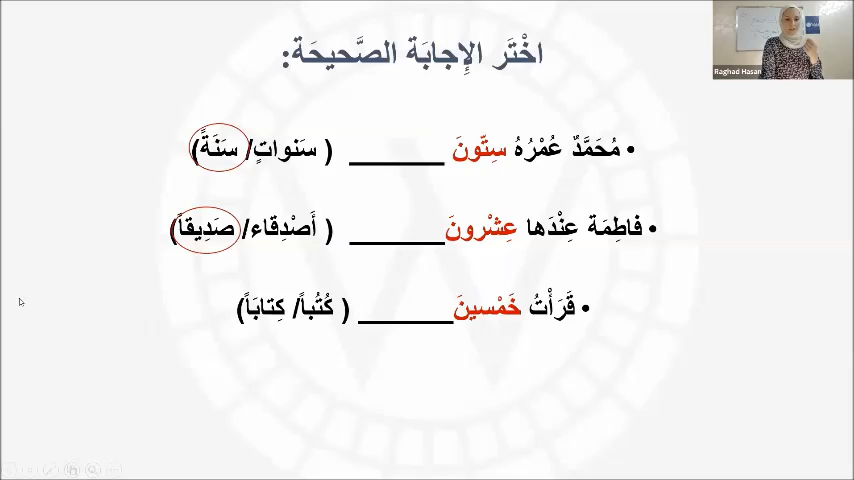 اخْتَر الإِجابَة الصَّحيحَة:
• مُحَمَّدٌ عُمْرُهُ سِتّونَ ______ ( سَنواتٍ/ سَنَةً)
• فاطِمَة عِنْدَها عِشْرونَ______ ( أَصْدِقاء/ صَدِيقاً)
• قَرَأْتُ خَمْسينَ______ ( كُتُباً/ كِتابَاً)
Raghad Hasan